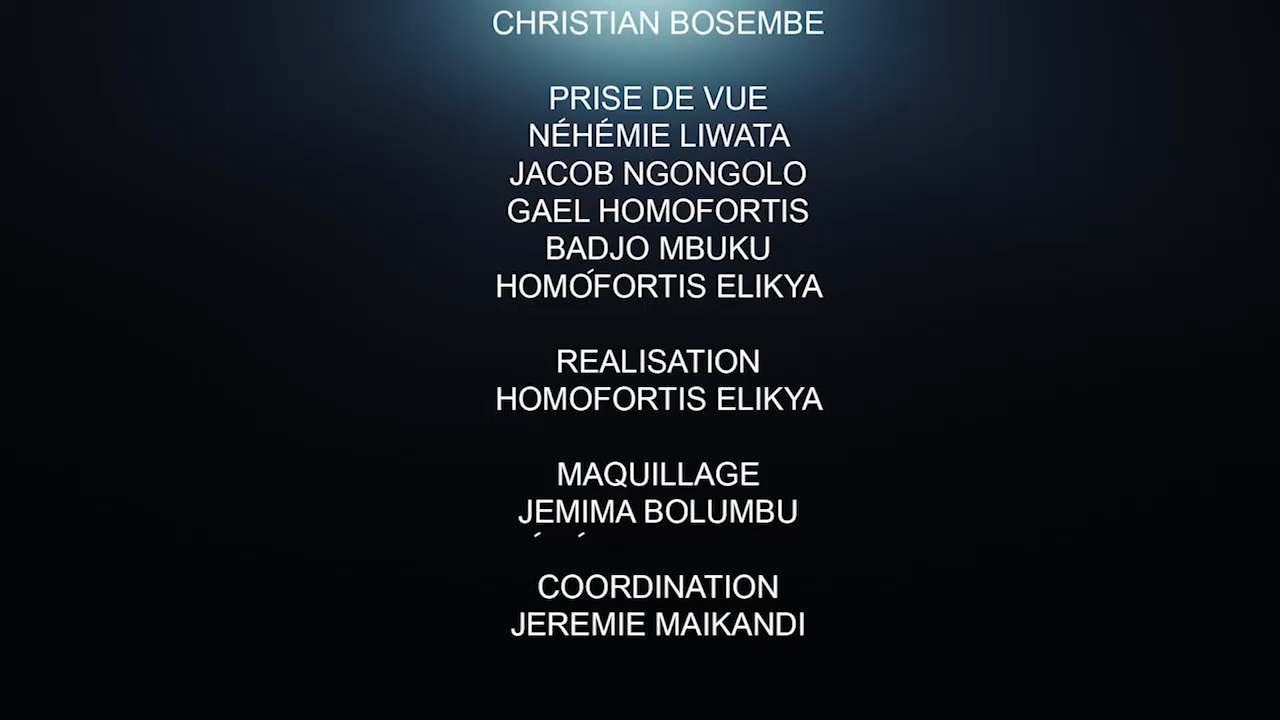 CHRISTIAN BOSEMBE
PRISE DE VUE
NÉHÉMIE LIWATA
JACOB NGONGOLO
GAEL HOMOFORTIS
BADJO MBUKU
HOMOFORTIS ELIKYA
REALISATION
HOMOFORTIS ELIKYA
MAQUILLAGE
JEMIMA BOLUMBU
COORDINATION
JEREMIE MAIKANDI